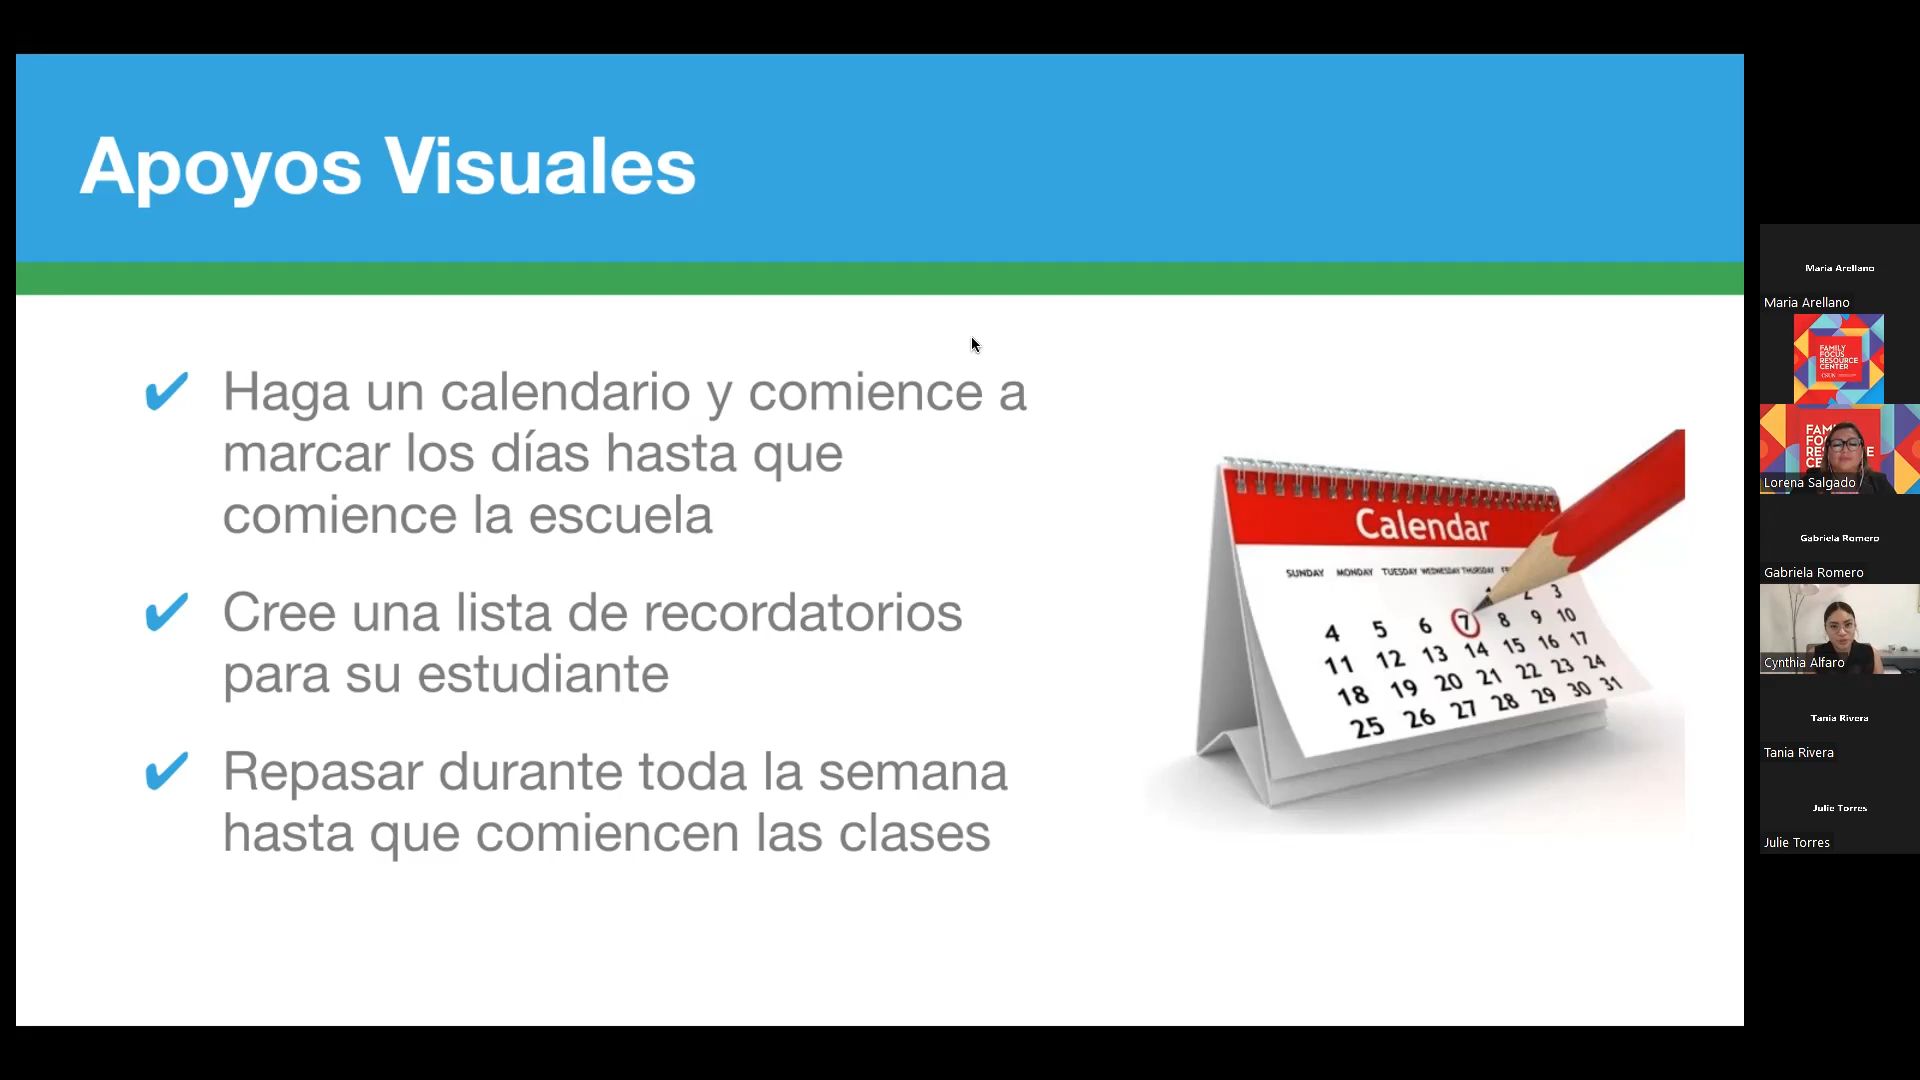 Apoyos Visuales
✔ Haga un calendario y comience a
marcar los días hasta que
comience la escuela
✔ Cree una lista de recordatorios
para su estudiante
✔ Repasar durante toda la semana
hasta que comiencen las clases
Calendar
SUNDAY MONDAY TUESDAY WEDNESDAY THURSDAY
2 3
4 5 6 7 8 9 10
11 12 13 14 15 16 17
18 19 20 21 22 23 24
25 26 27 28 29 30 31
Maria Arellano
Maria Arellano
FAMILY
FOCUS
RESOURCE
CENTER
CSUN
Lorena Salgado
Gabriela Romero
Gabriela Romero
Cynthia Alfaro
Tania Rivera
Tania Rivera
Julie Torres
Julie Torres